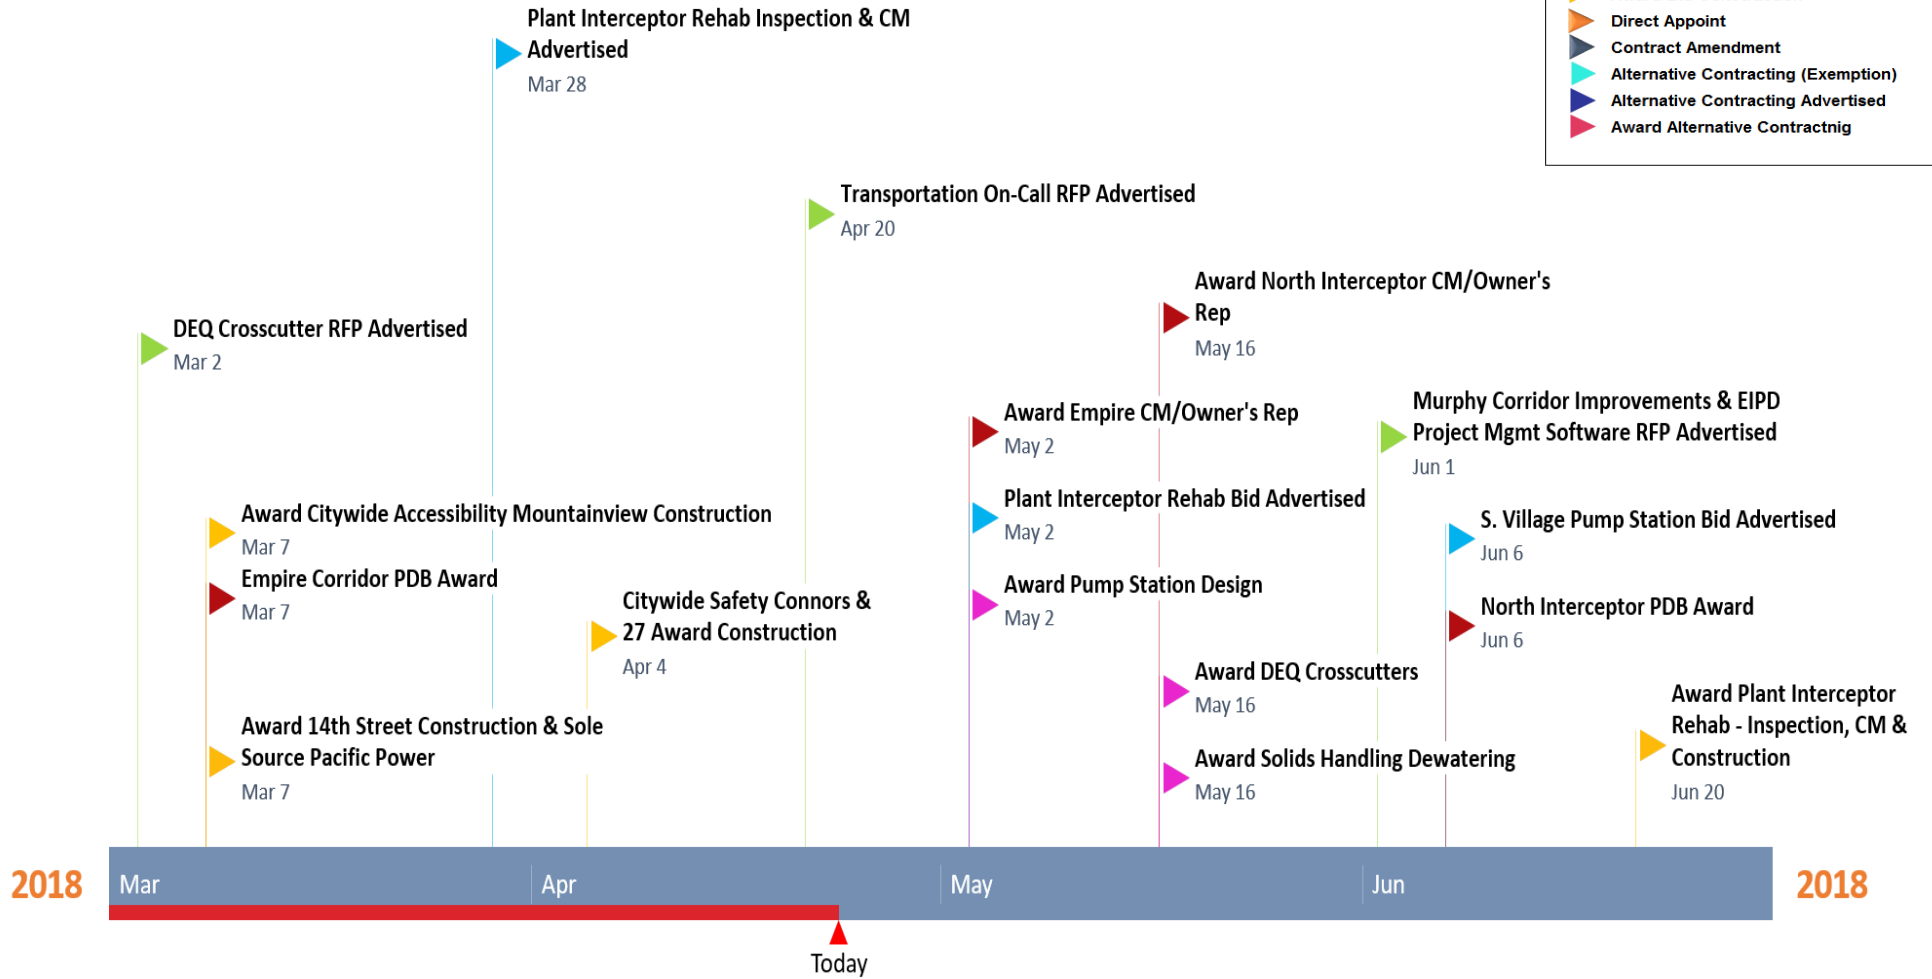 Plant Interceptor Rehab Inspection & CM
Advertised
Mar 28
Direct Appoint
Contract Amendment
Alternative Contracting (Exemption)
Alternative Contracting Advertised
Award Alternative Contractnig
Transportation On-Call RFP Advertised
Apr 20
Award North Interceptor CM/Owner's
Rep
May 16
DEQ Crosscutter RFP Advertised
Mar 2
Award Empire CM/Owner's Rep
May 2
Murphy Corridor Improvements & EIPD
Project Mgmt Software RFP Advertised
Jun 1
Plant Interceptor Rehab Bid Advertised
May 2
Award Citywide Accessibility Mountainview Construction
Mar 7
S. Village Pump Station Bid Advertised
Jun 6
Empire Corridor PDB Award
Mar 7
Award Pump Station Design
May 2
Citywide Safety Connors &
27 Award Construction
Apr 4
North Interceptor PDB Award
Jun 6
Award DEQ Crosscutters
May 16
Award Plant Interceptor
Rehab - Inspection, CM &
Construction
Jun 20
Award 14th Street Construction & Sole
Source Pacific Power
Mar 7
Award Solids Handling Dewatering
May 16
2018 Mar Apr May Jun 2018
Today